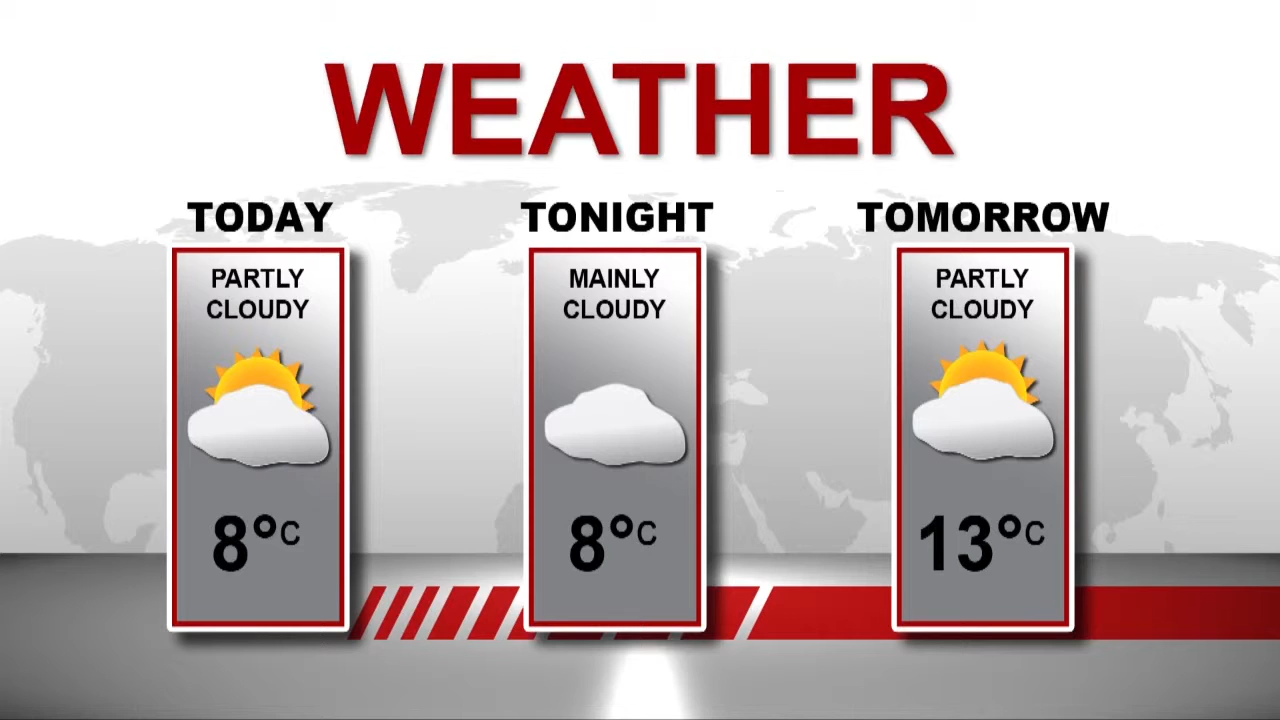 WEATHER
TODAY
PARTLY
CLOUDY
8°C
TONIGHT
MAINLY
CLOUDY
8°C
TOMORROW
PARTLY
CLOUDY
13°C